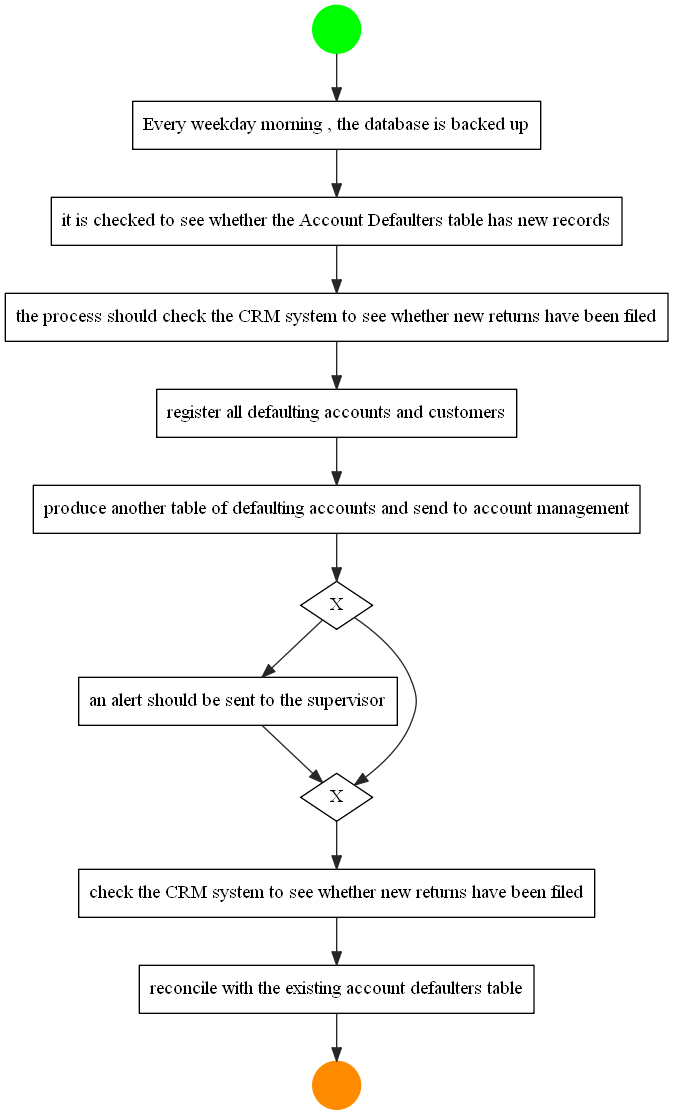 Every weekday morning , the database is backed up
it is checked to see whether the Account Defaulters table has new records
the process should check the CRM system to see whether new returns have been filed
register all defaulting accounts and customers
produce another table of defaulting accounts and send to account management
X
an alert should be sent to the supervisor
X
check the CRM system to see whether new returns have been filed
reconcile with the existing account defaulters table